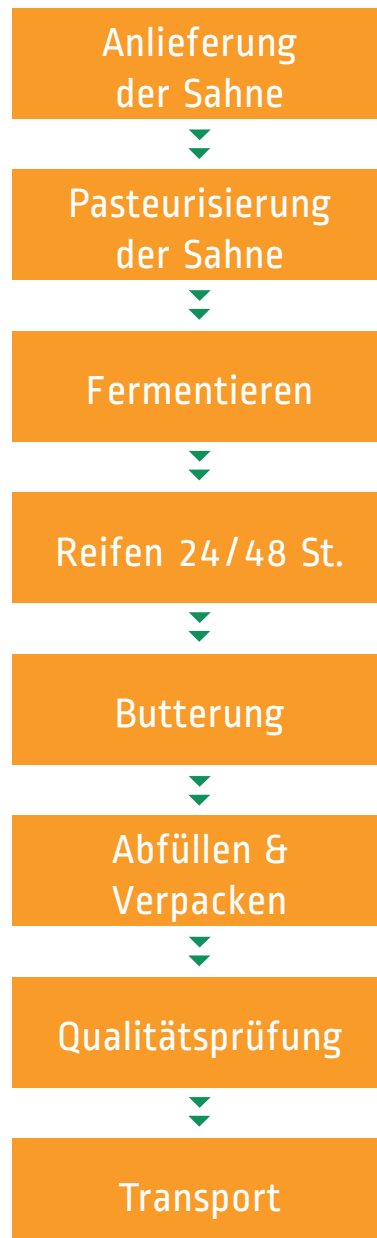 Anlieferung
der Sahne
Pasteurisierung
der Sahne
Fermentieren
Reifen 24/48 St.
Butterung
Abfüllen &
Verpacken
Qualitätsprüfung
Transport